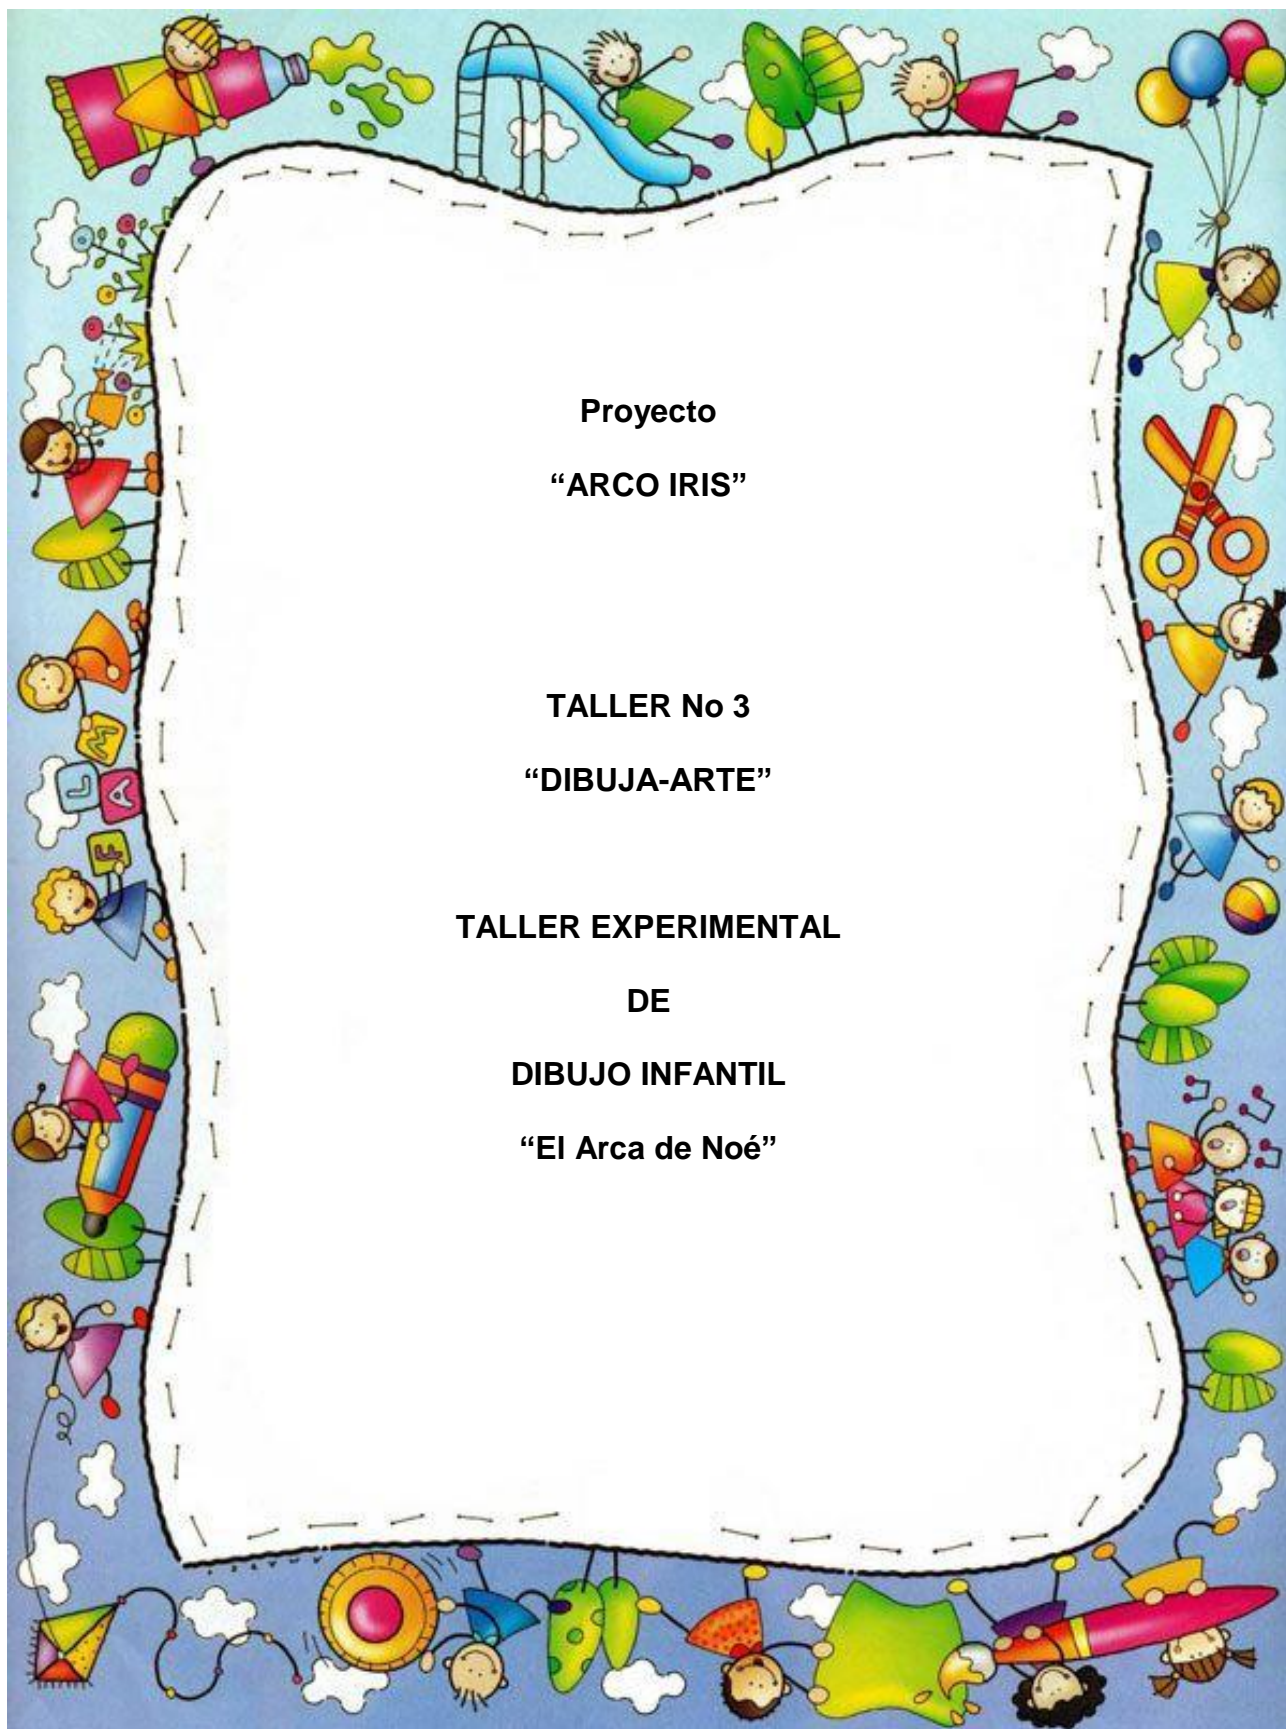 Proyecto
“ARCO IRIS”
TALLER No 3
“DIBUJA-ARTE”
TALLER EXPERIMENTAL
DE
DIBUJO INFANTIL
“El Arca de Noé”
M
L A
F